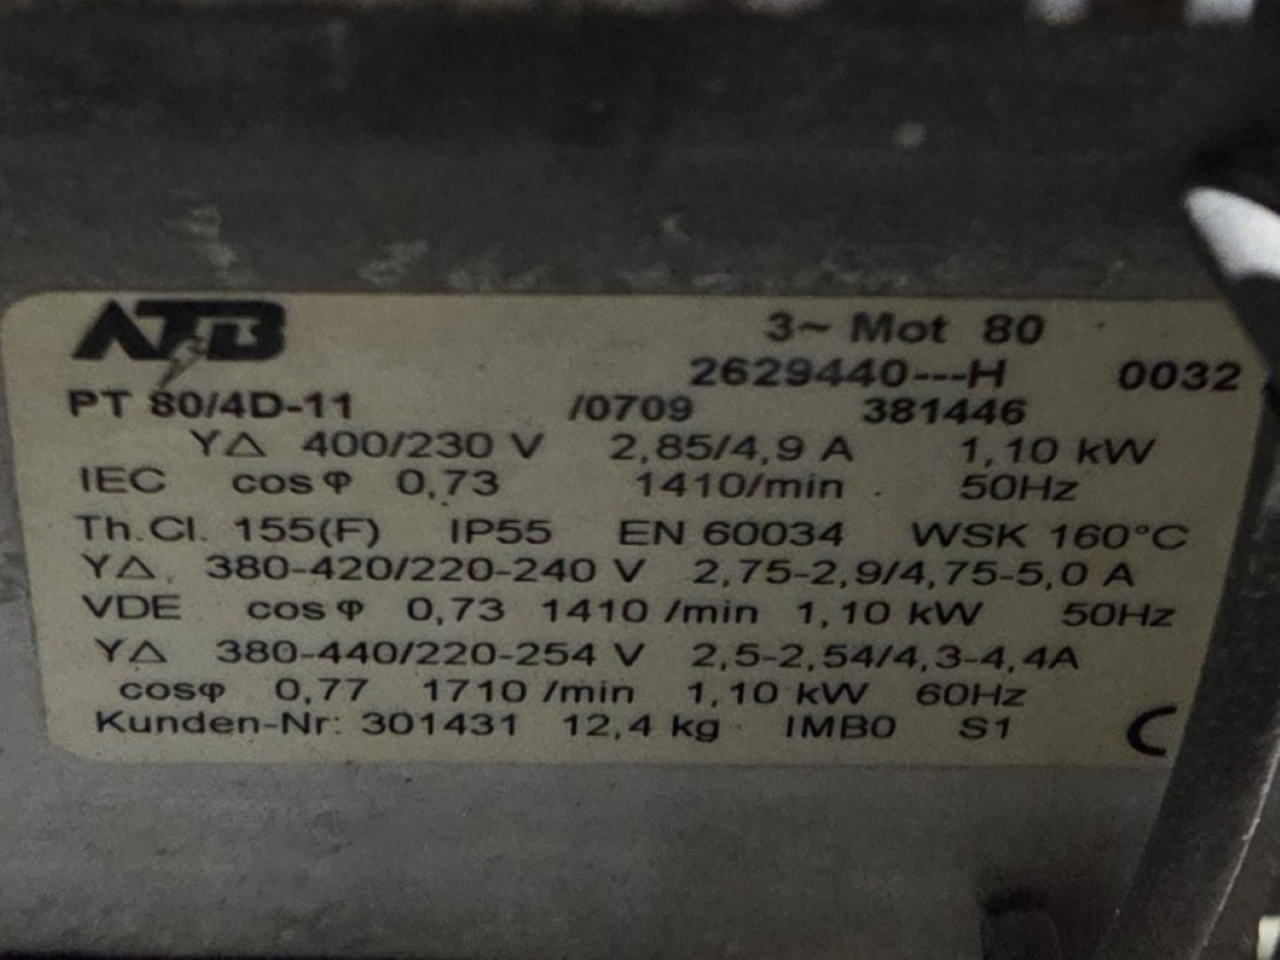 ATB 3~ Mot 80
2629440---H 0032
PT 80/4D-11 /0709 381446
Y△ 400/230 V 2,85/4,9 A 1,10 kW
IEC cos φ 0,73 1410/min 50Hz
Th.Cl. 155(F) IP55 EN 60034 WSK 160°C
Y△ 380-420/220-240 V 2,75-2,9/4,75-5,0 A
VDE cos φ 0,73 1410 /min 1,10 kW 50Hz
Y△ 380-440/220-254 V 2,5-2,54/4,3-4,4A
cosφ 0,77 1710 /min 1,10 kW 60Hz
Kunden-Nr: 301431 12,4 kg IMB0 S1 C